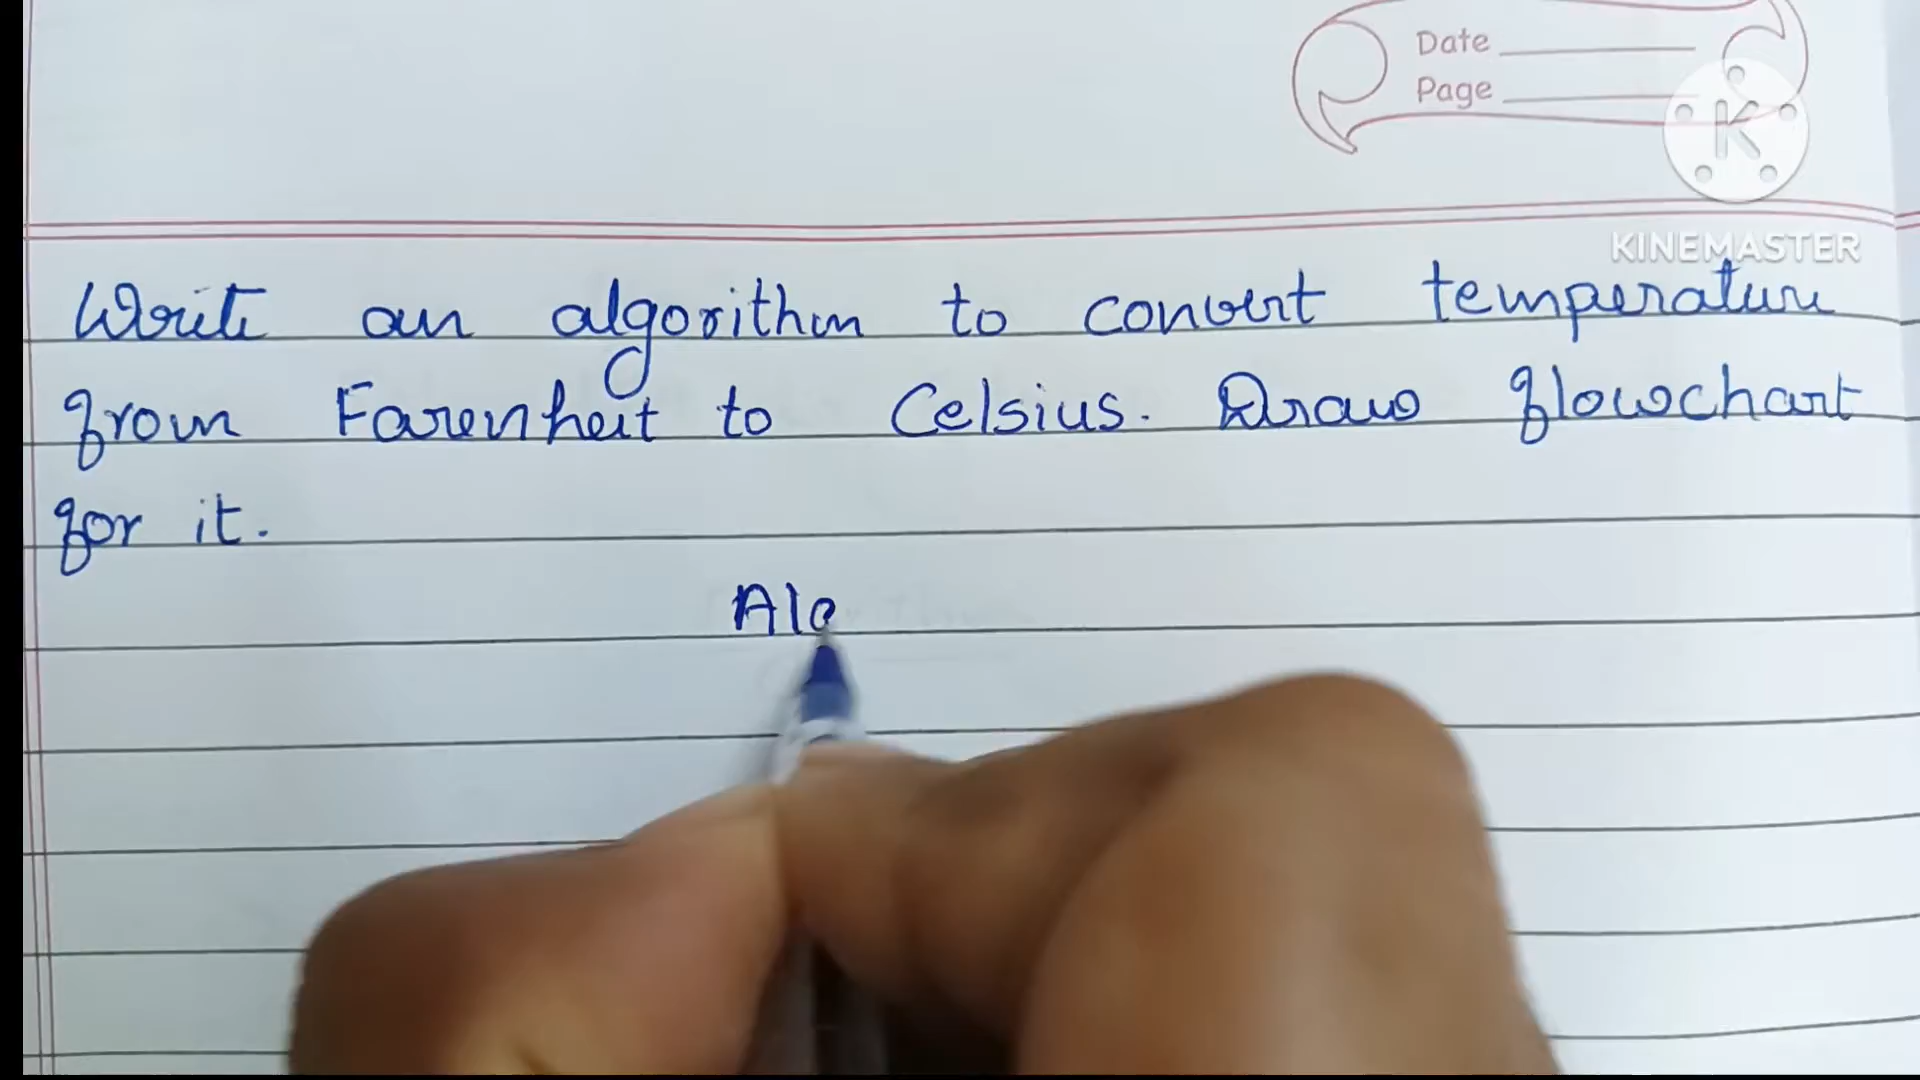 Date
Page
KINEMASTER
Write an algorithm to convert temperature
from Farenheit to Celsius. Draw flowchart
for it.
Alg